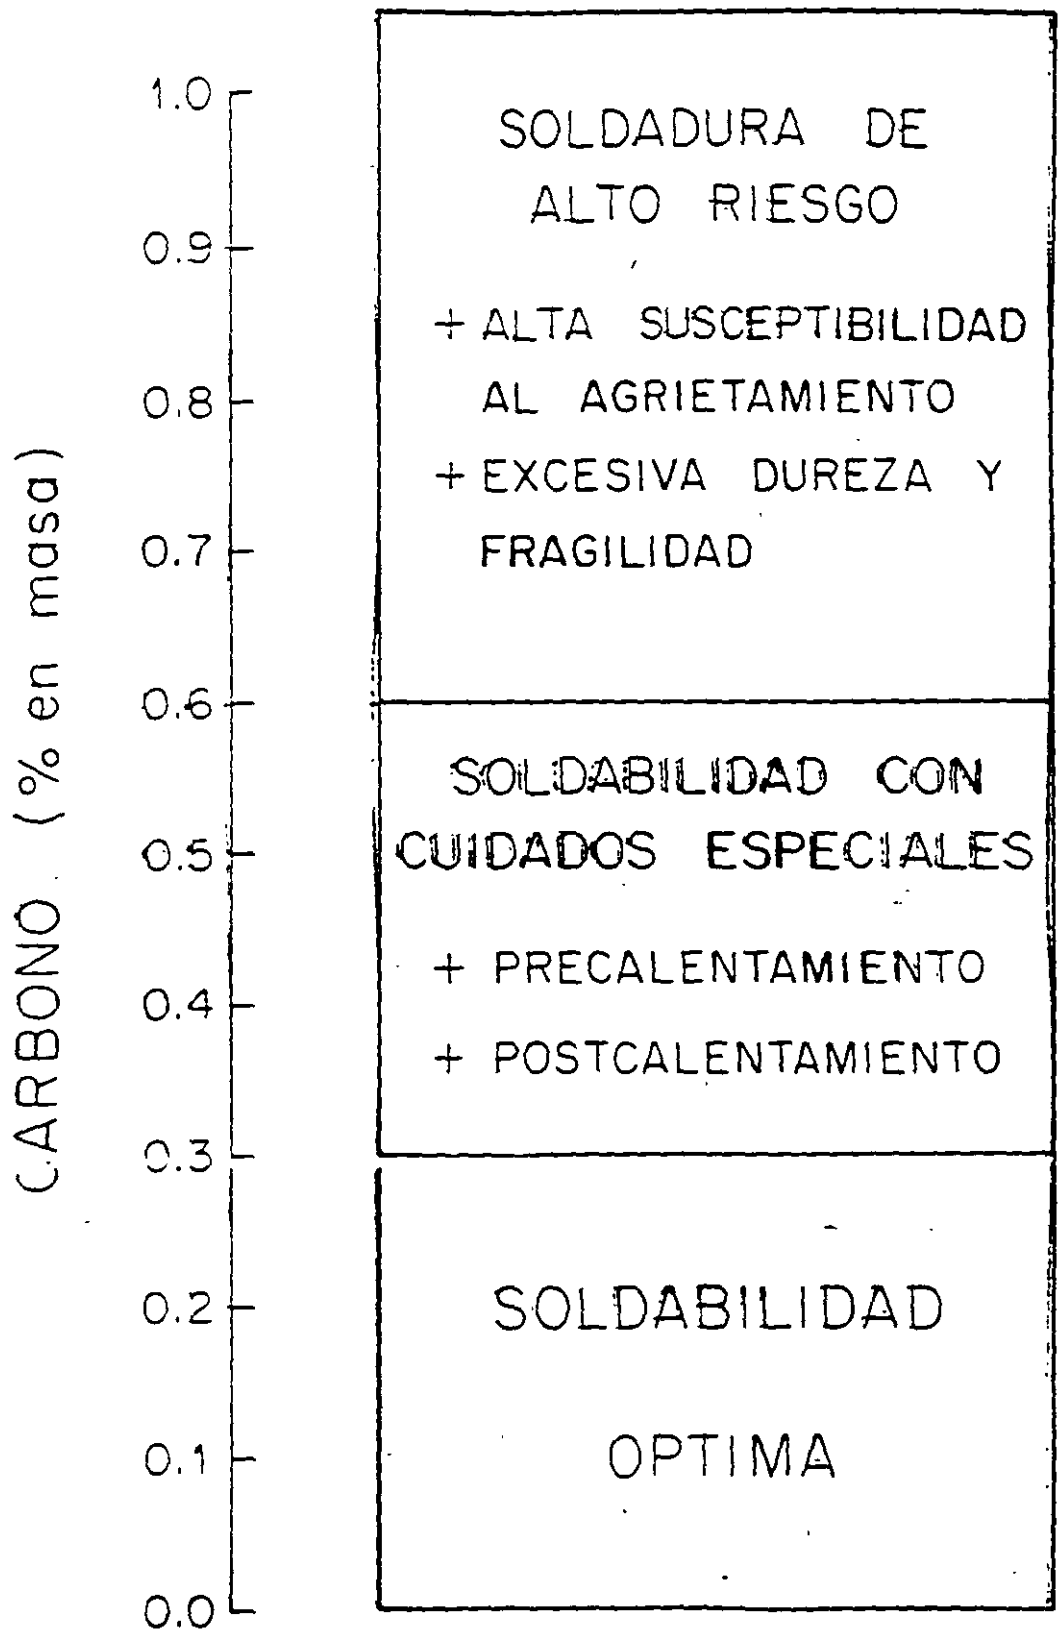 CARBONO (% en masa)
1.0
0.9
0.8
0.7
0.6
0.5
0.4
0.3
0.2
0.1
0.0
SOLDADURA DE
ALTO RIESGO
+ ALTA SUSCEPTIBILIDAD
AL AGRIETAMIENTO
+ EXCESIVA DUREZA Y
FRAGILIDAD
SOLDABILIDAD CON
CUIDADOS ESPECIALES
+ PRECALENTAMIENTO
+ POSTCALENTAMIENTO
SOLDABILIDAD
OPTIMA